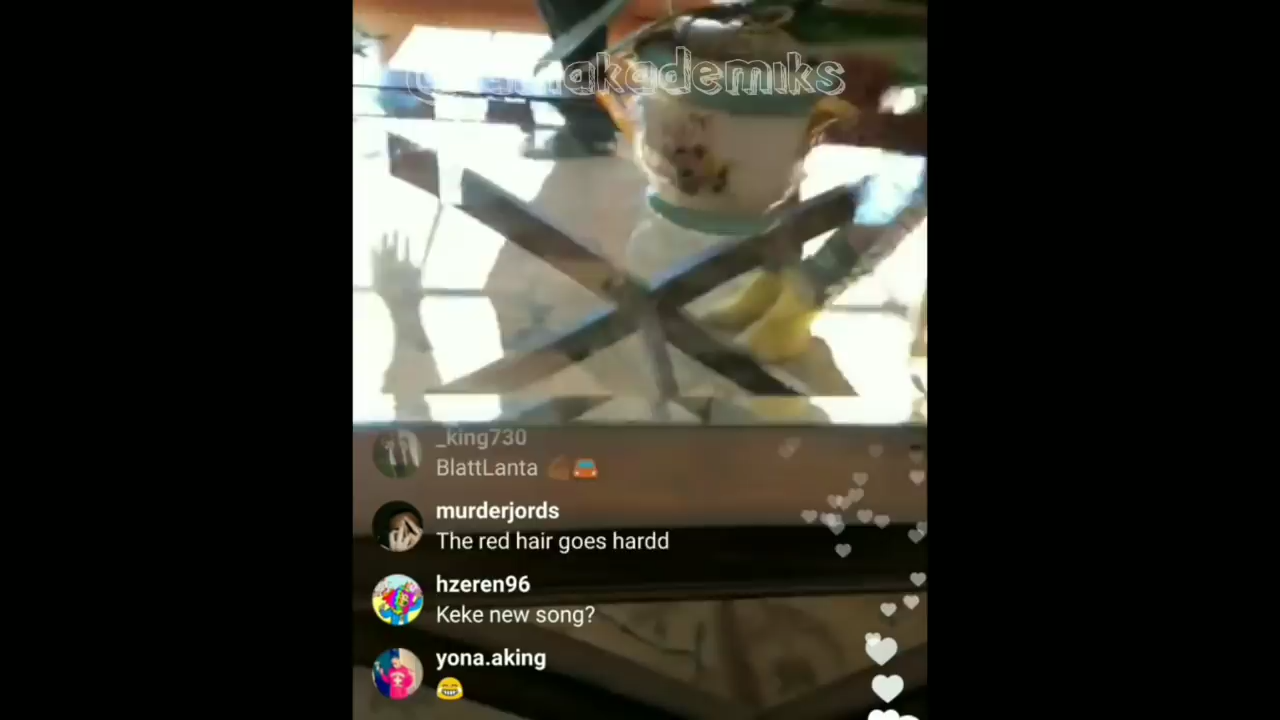 akademiks
_king730
BlattLanta
murderjords
The red hair goes hardd
hzeren96
Keke new song?
yona.aking